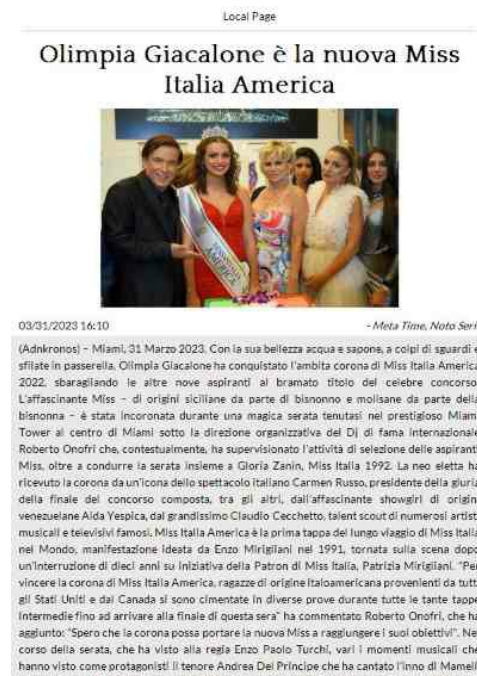 Local Page
Olimpia Giacalone è la nuova Miss
Italia America
03/31/2023 16:10
- Meta Time, Noto Seri
(Adnkronos) – Miami, 31 Marzo 2023. Con la sua bellezza acqua e sapone, a colpi di sguardi e
sfilate in passerella, Olimpia Giacalone ha conquistato l'ambita corona di Miss Italia America
2022, sbaragliando le altre nove aspiranti al bramato titolo del celebre concorso.
L'affascinante Miss – di origini siciliane da parte di bisnonno e molisane da parte della
bisnonna – è stata incoronata durante una magica serata tenutasi nel prestigioso Miami
Tower al centro di Miami sotto la direzione organizzativa del Dj di fama internazionale
Roberto Onofri che, contestualmente, ha supervisionato l'attività di selezione delle aspiranti
Miss, oltre a condurre la serata insieme a Gloria Zanin, Miss Italia 1992. La neo eletta ha
ricevuto la corona da un'icona dello spettacolo italiano Carmen Russo, presidente della giuria
della finale del concorso composta, tra gli altri, dall'affascinante showgirl di origine
venezuelane Aida Yespica, dal grandissimo Claudio Cecchetto, talent scout di numerosi artisti
musicali e televisivi famosi. Miss Italia America è la prima tappa del lungo viaggio di Miss Italia
nel Mondo, manifestazione ideata da Enzo Mirigliani nel 1991, tornata sulla scena dopo
un'interruzione di dieci anni su iniziativa della Patron di Miss Italia, Patrizia Mirigliani. "Per
vincere la corona di Miss Italia America, ragazze di origine italoamericana provenienti da tutti
gli Stati Uniti e dal Canada si sono cimentate in diverse prove durante tutte le tante tappe
intermedie fino ad arrivare alla finale di questa sera" ha commentato Roberto Onofri, che ha
aggiunto: "Spero che la corona possa portare la nuova Miss a raggiungere i suoi obiettivi". Nel
corso della serata, che ha visto alla regia Enzo Paolo Turchi, vari i momenti musicali che
hanno visto come protagonisti il tenore Andrea Del Principe che ha cantato l'inno di Mameli